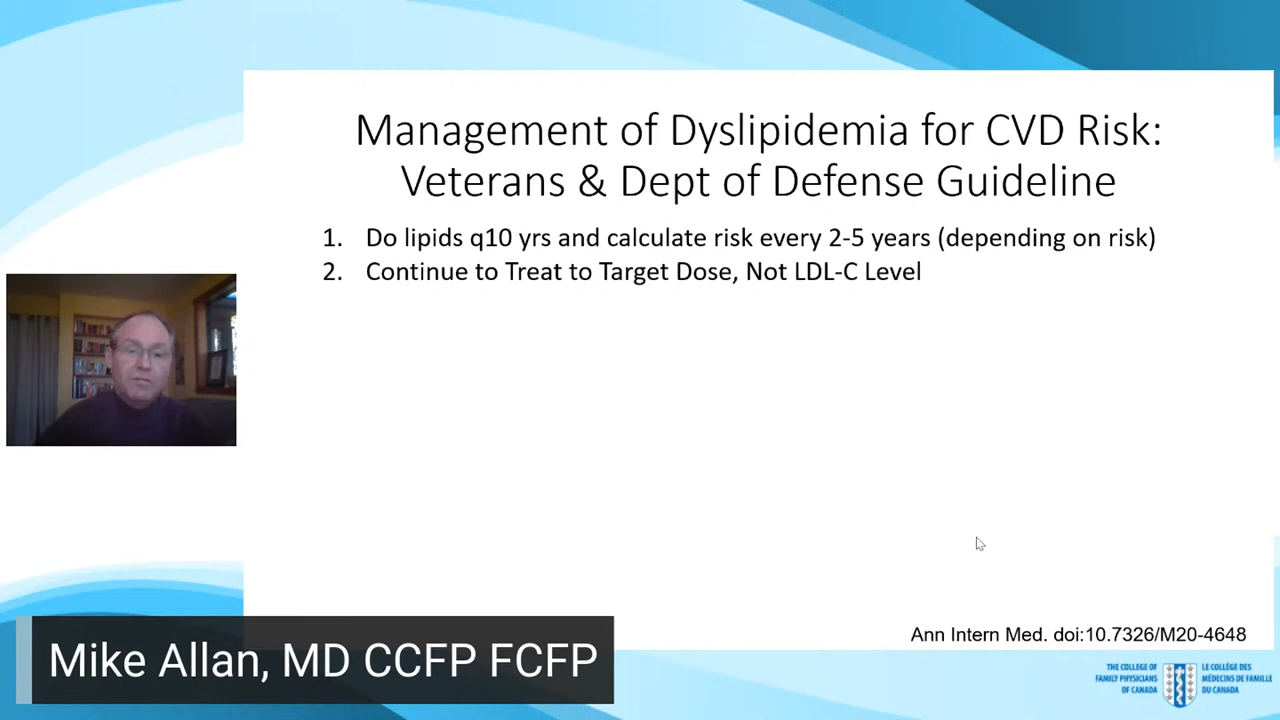 Management of Dyslipidemia for CVD Risk:
Veterans & Dept of Defense Guideline
1. Do lipids q10 yrs and calculate risk every 2-5 years (depending on risk)
2. Continue to Treat to Target Dose, Not LDL-C Level
Ann Intern Med. doi:10.7326/M20-4648
Mike Allan, MD CCFP FCFP
THE COLLEGE OF
FAMILY PHYSICIANS
OF CANADA
LE COLLÈGE DES
MÉDECINS DE FAMILLE
DU CANADA